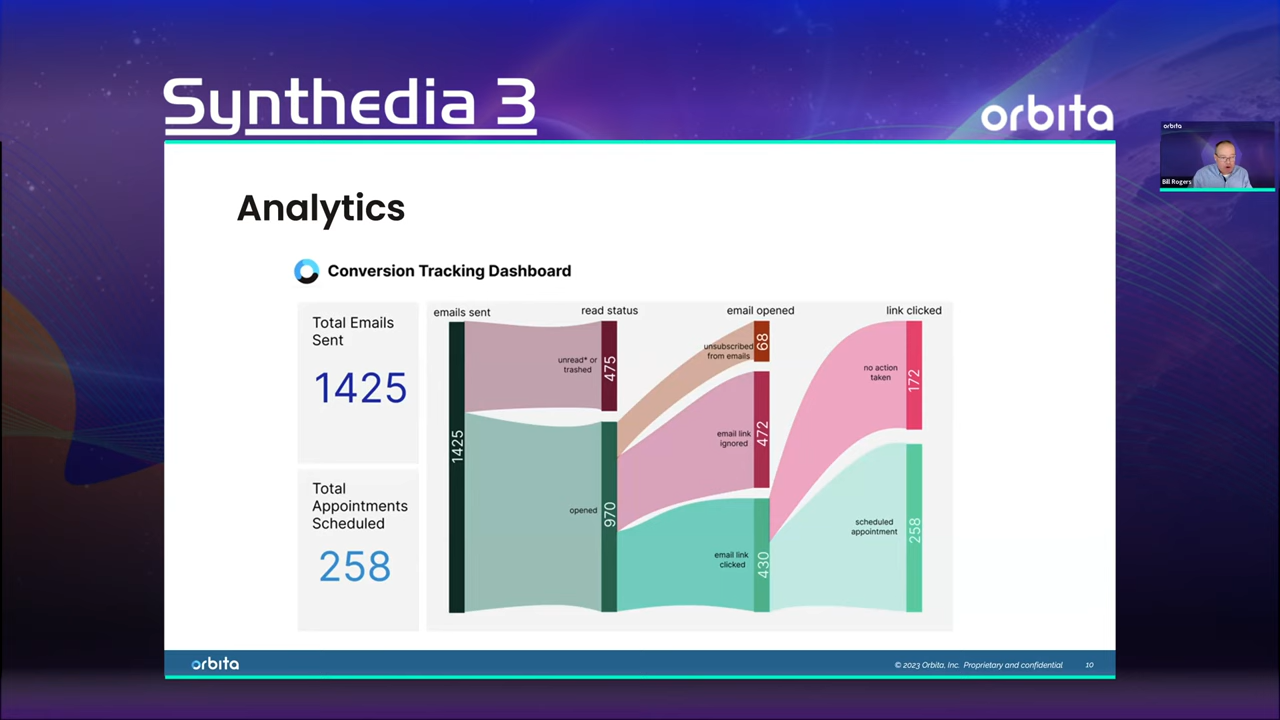 Synthedia 3
orbita
orbita
Bill Rogers
Analytics
Conversion Tracking Dashboard
Total Emails
Sent
1425
Total
Appointments
Scheduled
258
emails sent
read status
email opened
link clicked
1425
unread* or
trashed
475
opened
970
unsubscribed
from emails
68
email link
ignored
472
email link
clicked
430
no action
taken
172
scheduled
appointment
258
orbita
© 2023 Orbita, Inc. Proprietary and confidential
10